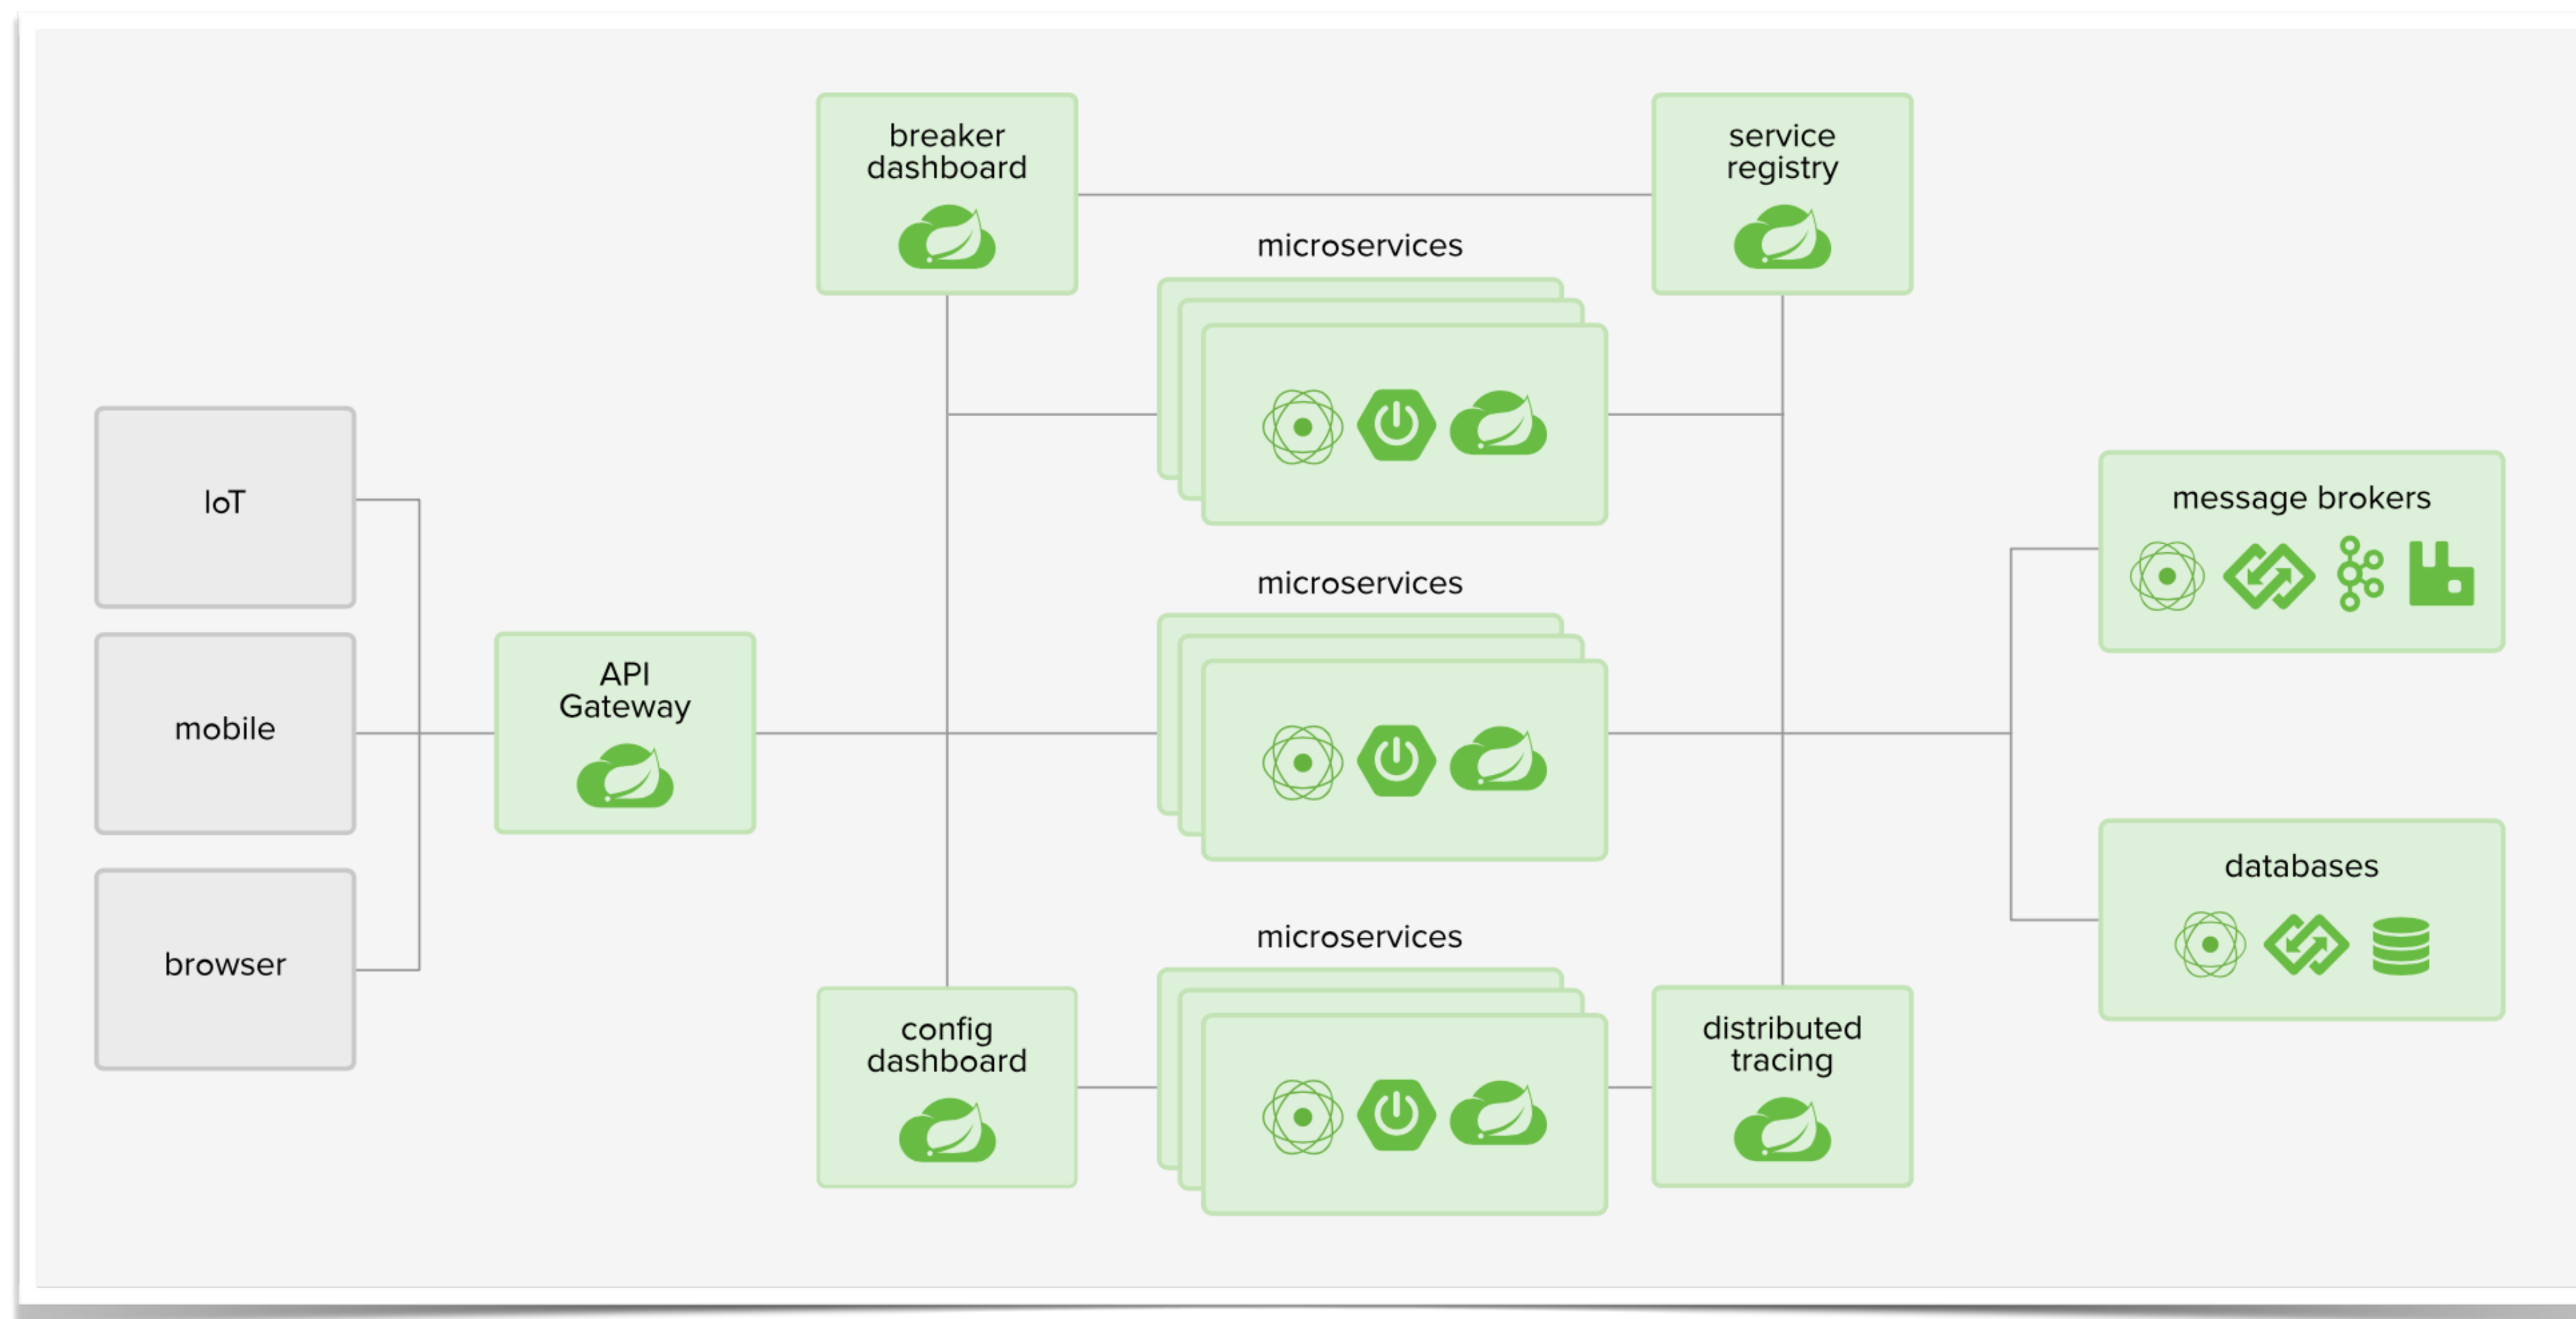 breaker
dashboard
service
registry
microservices
IoT
mobile
browser
API
Gateway
microservices
message brokers
databases
microservices
config
dashboard
distributed
tracing